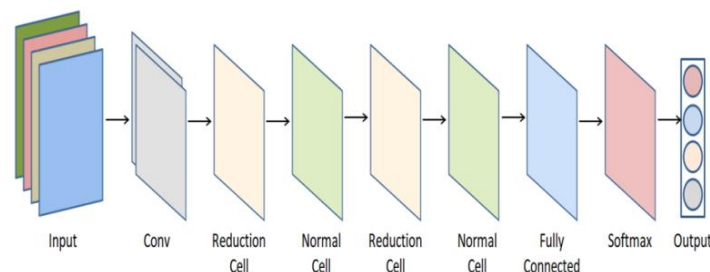 Input
Conv
Reduction
Cell
Normal
Cell
Reduction
Cell
Normal
Cell
Fully
Connected
Softmax
Output